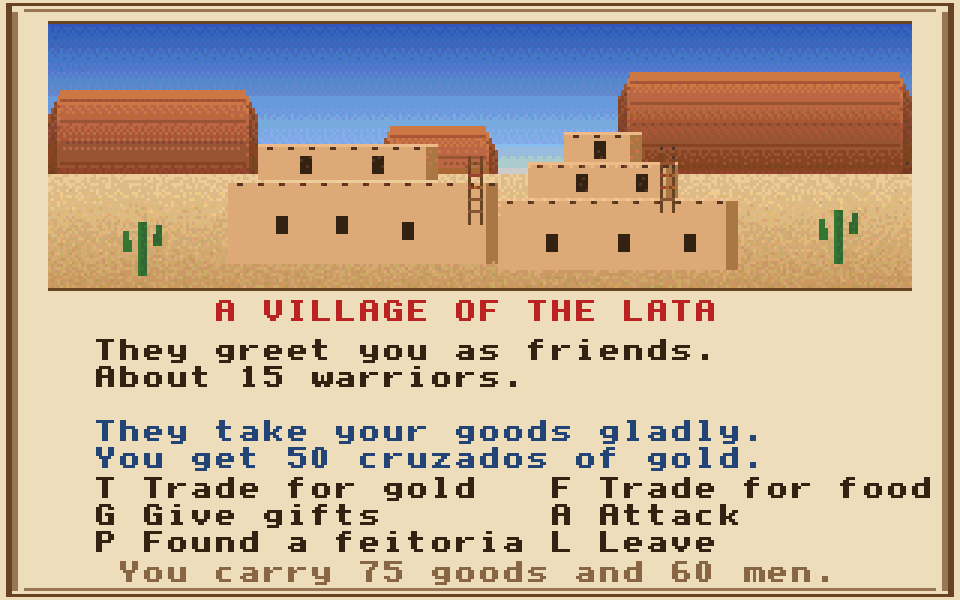 A VILLAGE OF THE LATA
They greet you as friends.
About 15 warriors.
They take your goods gladly.
You get 50 cruzados of gold.
T Trade for gold F Trade for food
G Give gifts A Attack
P Found a feitoria L Leave
You carry 75 goods and 60 men.